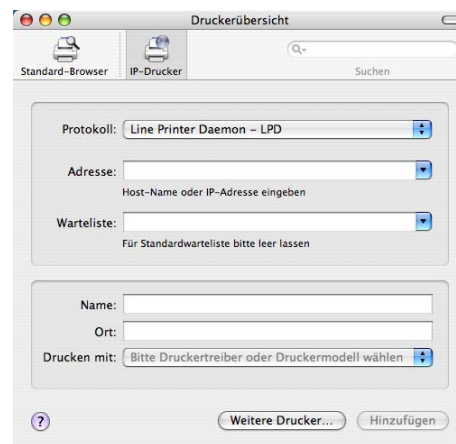 Druckerübersicht
Standard-Browser
IP-Drucker
Suchen
Protokoll: Line Printer Daemon – LPD
Adresse:
Host-Name oder IP-Adresse eingeben
Warteliste:
Für Standardwarteliste bitte leer lassen
Name:
Ort:
Drucken mit: Bitte Druckertreiber oder Druckermodell wählen
? Weitere Drucker... Hinzufügen